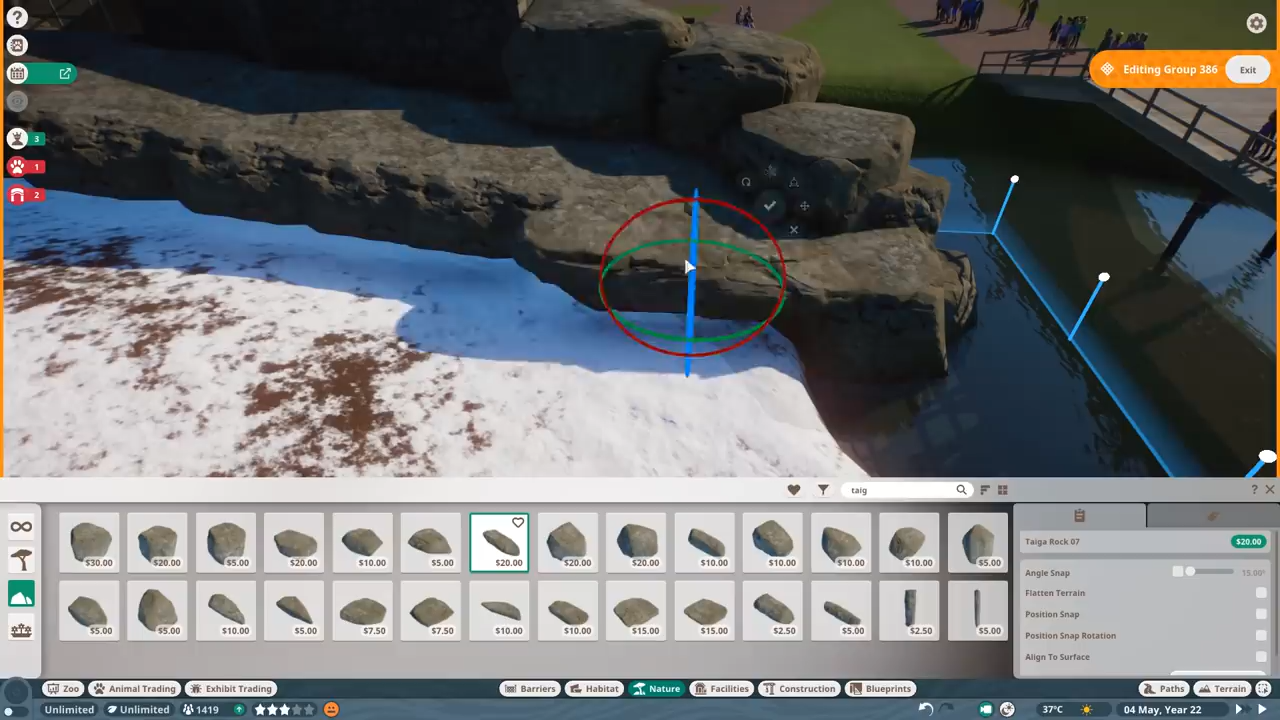 Editing Group 386 Exit
3
1
2
taig
$30.00 $20.00 $5.00 $20.00 $10.00 $5.00 $20.00 $20.00 $20.00 $10.00 $10.00 $10.00 $20.00 $5.00
$5.00 $5.00 $10.00 $5.00 $7.50 $7.50 $10.00 $10.00 $15.00 $15.00 $2.50 $5.00 $2.50 $5.00
Taiga Rock 07 $20.00
Angle Snap 15.00°
Flatten Terrain
Position Snap
Position Snap Rotation
Align To Surface
Zoo Animal Trading Exhibit Trading Barriers Habitat Nature Facilities Construction Blueprints Paths Terrain
Unlimited Unlimited 1419 37°C 04 May, Year 22